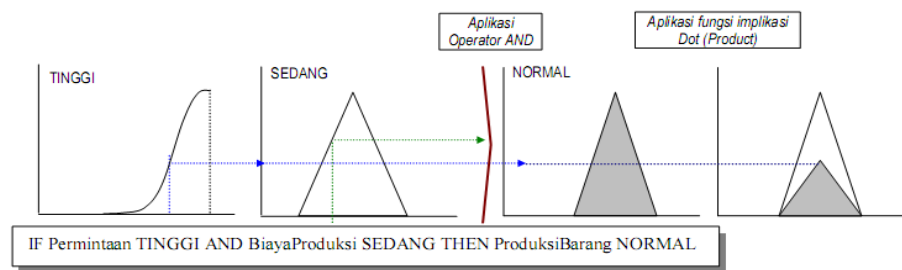 Aplikasi
Operator AND
Aplikasi fungsi implikasi
Dot (Product)
TINGGI
SEDANG
NORMAL
IF Permintaan TINGGI AND BiayaProduksi SEDANG THEN ProduksiBarang NORMAL